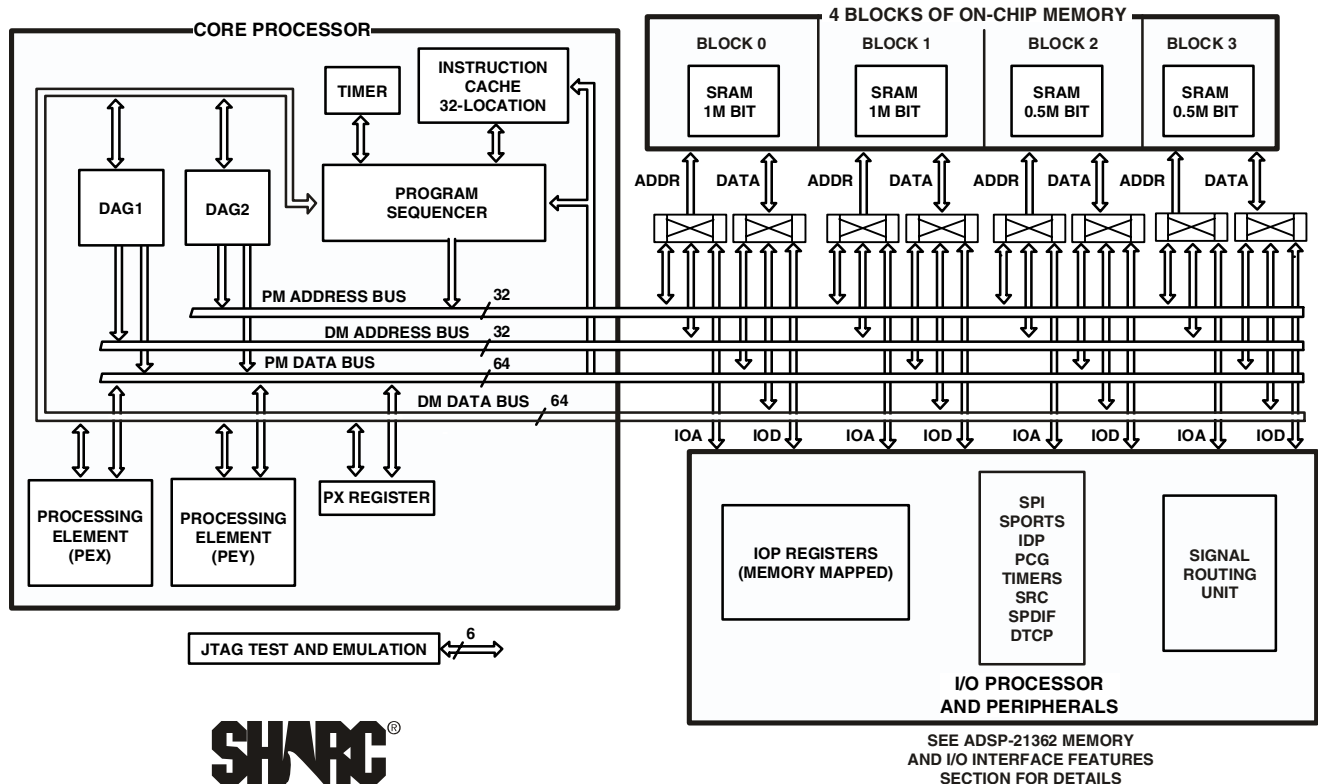 CORE PROCESSOR
TIMER
INSTRUCTION
CACHE
32-LOCATION
DAG1
DAG2
PROGRAM
SEQUENCER
PM ADDRESS BUS
32
DM ADDRESS BUS
32
PM DATA BUS
64
DM DATA BUS
64
PROCESSING
ELEMENT
(PEX)
PROCESSING
ELEMENT
(PEY)
PX REGISTER
JTAG TEST AND EMULATION
6
4 BLOCKS OF ON-CHIP MEMORY
BLOCK 0
BLOCK 1
BLOCK 2
BLOCK 3
SRAM
1M BIT
SRAM
1M BIT
SRAM
0.5M BIT
SRAM
0.5M BIT
ADDR
DATA
ADDR
DATA
ADDR
DATA
ADDR
DATA
IOA
IOD
IOA
IOD
IOA
IOD
IOA
IOD
IOP REGISTERS
(MEMORY MAPPED)
SPI
SPORTS
IDP
PCG
TIMERS
SRC
SPDIF
DTCP
SIGNAL
ROUTING
UNIT
I/O PROCESSOR
AND PERIPHERALS
SEE ADSP-21362 MEMORY
AND I/O INTERFACE FEATURES
SECTION FOR DETAILS
SHARC®